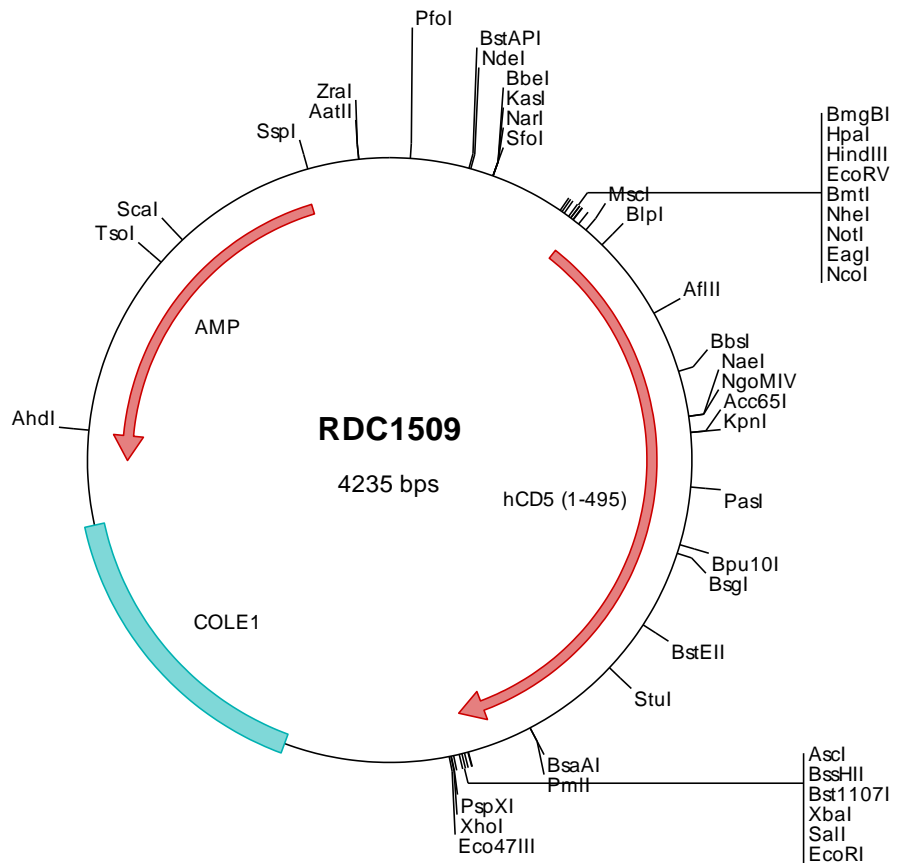 PfoI
BstAPI
NdeI
BbeI
KasI
NarI
SfoI
ZraI
AatII
SspI
ScaI
TsoI
AhdI
BmgBI
HpaI
HindIII
EcoRV
BmtI
NheI
NotI
EagI
NcoI
MscI
BlpI
AflII
BbsI
NaeI
NgoMIV
Acc65I
KpnI
PasI
Bpu10I
BsgI
BstEII
StuI
AMP
RDC1509
4235 bps
hCD5 (1-495)
COLE1
BsaAI
PmlI
PspXI
XhoI
Eco47III
AscI
BssHII
Bst1107I
XbaI
SalI
EcoRI